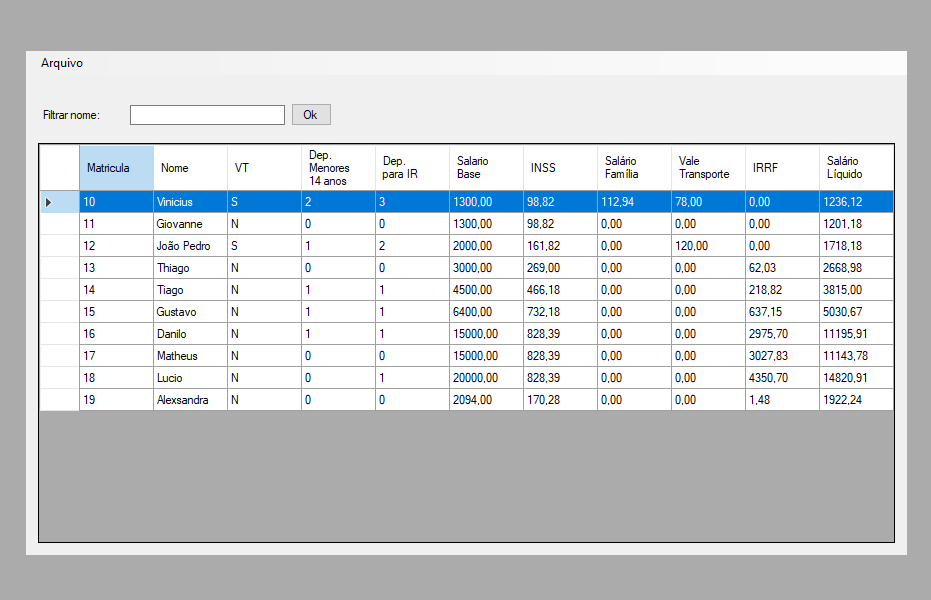 Arquivo
Filtrar nome: Ok
Matricula Nome VT Dep. Menores 14 anos Dep. para IR Salario Base INSS Salário Família Vale Transporte IRRF Salário Líquido
10 Vinicius S 2 3 1300,00 98,82 112,94 78,00 0,00 1236,12
11 Giovanne N 0 0 1300,00 98,82 0,00 0,00 0,00 1201,18
12 João Pedro S 1 2 2000,00 161,82 0,00 120,00 0,00 1718,18
13 Thiago N 0 0 3000,00 269,00 0,00 0,00 62,03 2668,98
14 Tiago N 1 1 4500,00 466,18 0,00 0,00 218,82 3815,00
15 Gustavo N 1 1 6400,00 732,18 0,00 0,00 637,15 5030,67
16 Danilo N 1 1 15000,00 828,39 0,00 0,00 2975,70 11195,91
17 Matheus N 0 0 15000,00 828,39 0,00 0,00 3027,83 11143,78
18 Lucio N 0 1 20000,00 828,39 0,00 0,00 4350,70 14820,91
19 Alexsandra N 0 0 2094,00 170,28 0,00 0,00 1,48 1922,24